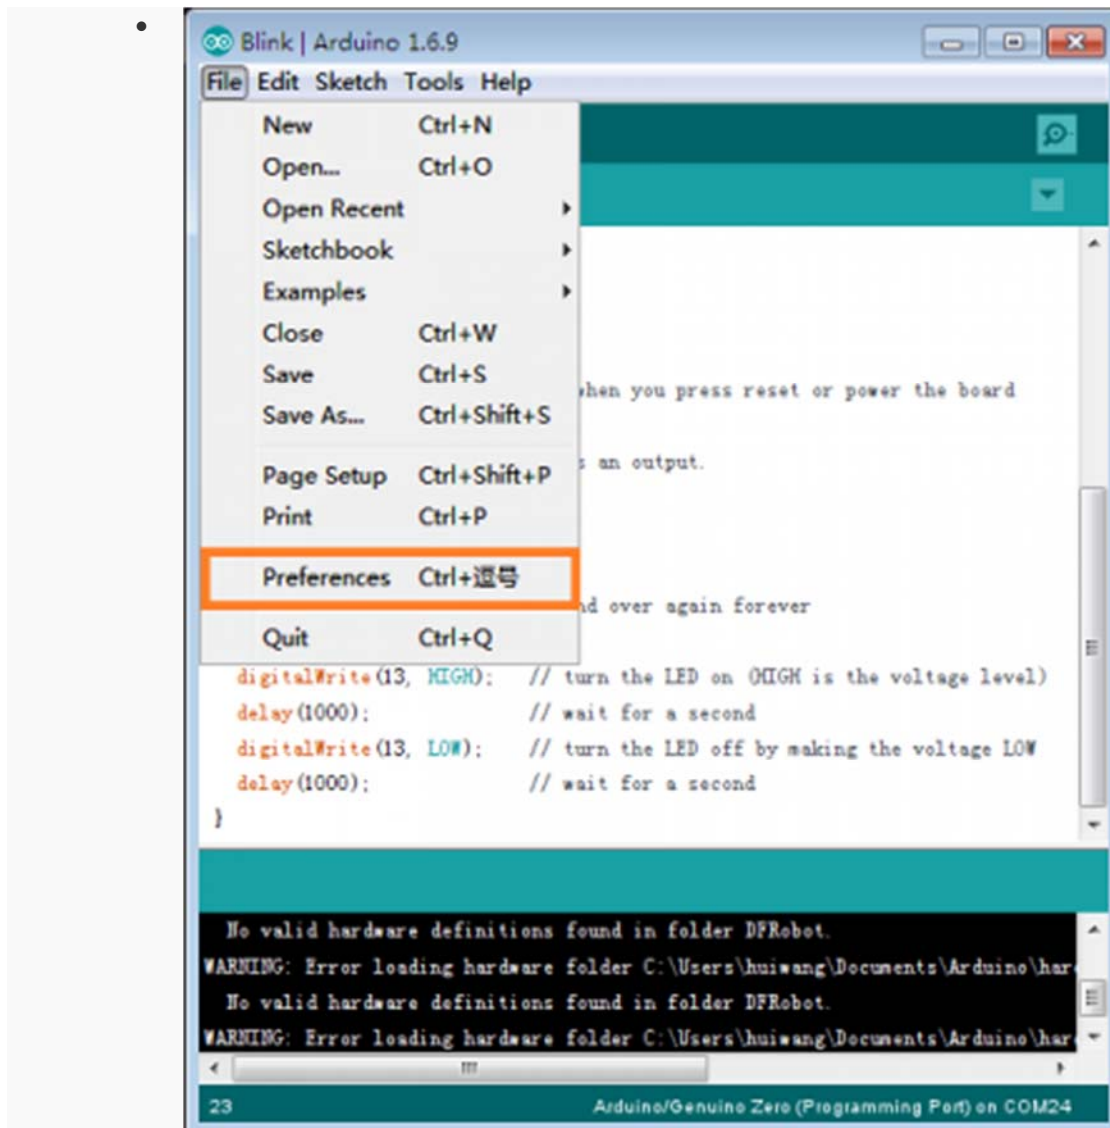 Blink | Arduino 1.6.9
File Edit Sketch Tools Help
New Ctrl+N
Open... Ctrl+O
Open Recent
Sketchbook
Examples
Close Ctrl+W
Save Ctrl+S
Save As... Ctrl+Shift+S
when you press reset or power the board
Page Setup Ctrl+Shift+P
s an output.
Print Ctrl+P
Preferences Ctrl+逗号
nd over again forever
Quit Ctrl+Q
digitalWrite(13, HIGH); // turn the LED on (HIGH is the voltage level)
delay(1000); // wait for a second
digitalWrite(13, LOW); // turn the LED off by making the voltage LOW
delay(1000); // wait for a second
}
No valid hardware definitions found in folder DFRobot.
WARNING: Error loading hardware folder C:\Users\huiwang\Documents\Arduino\har
No valid hardware definitions found in folder DFRobot.
WARNING: Error loading hardware folder C:\Users\huiwang\Documents\Arduino\har
23 Arduino/Genuino Zero (Programming Port) on COM24